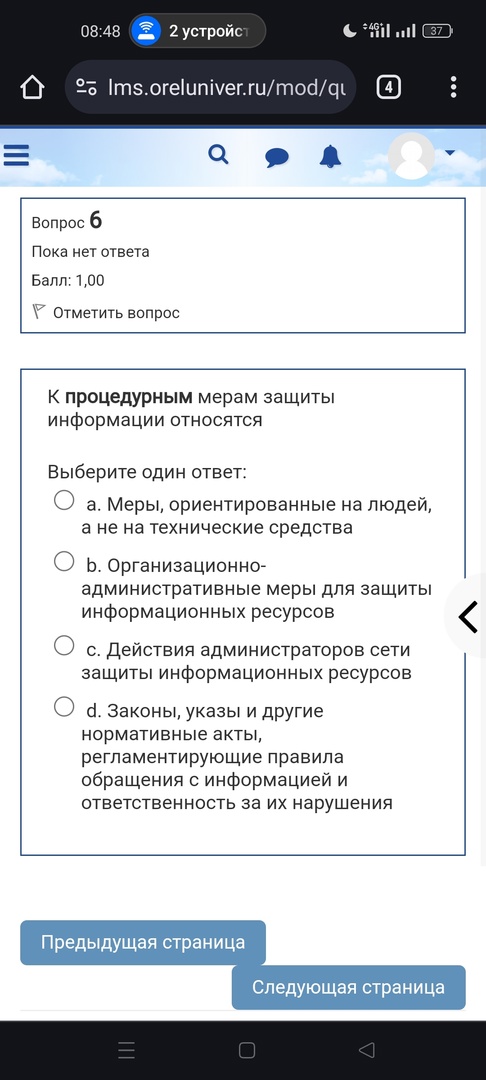 08:48
2 устройст
4G+
37
lms.oreluniver.ru/mod/qu
4
Вопрос 6
Пока нет ответа
Балл: 1,00
Отметить вопрос
К процедурным мерам защиты
информации относятся
Выберите один ответ:
a. Меры, ориентированные на людей,
а не на технические средства
b. Организационно-
административные меры для защиты
информационных ресурсов
c. Действия администраторов сети
защиты информационных ресурсов
d. Законы, указы и другие
нормативные акты,
регламентирующие правила
обращения с информацией и
ответственность за их нарушения
Предыдущая страница
Следующая страница